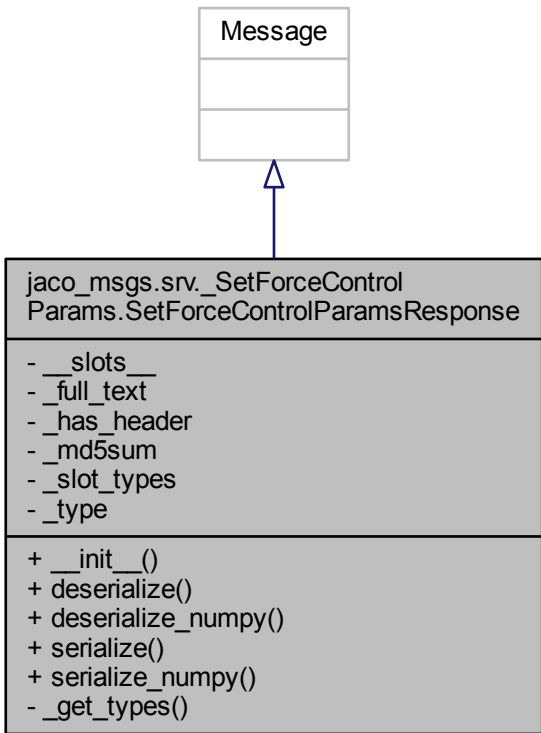 Message
jaco_msgs.srv._SetForceControl
Params.SetForceControlParamsResponse
- __slots__
- _full_text
- _has_header
- _md5sum
- _slot_types
- _type
+ __init__()
+ deserialize()
+ deserialize_numpy()
+ serialize()
+ serialize_numpy()
- _get_types()